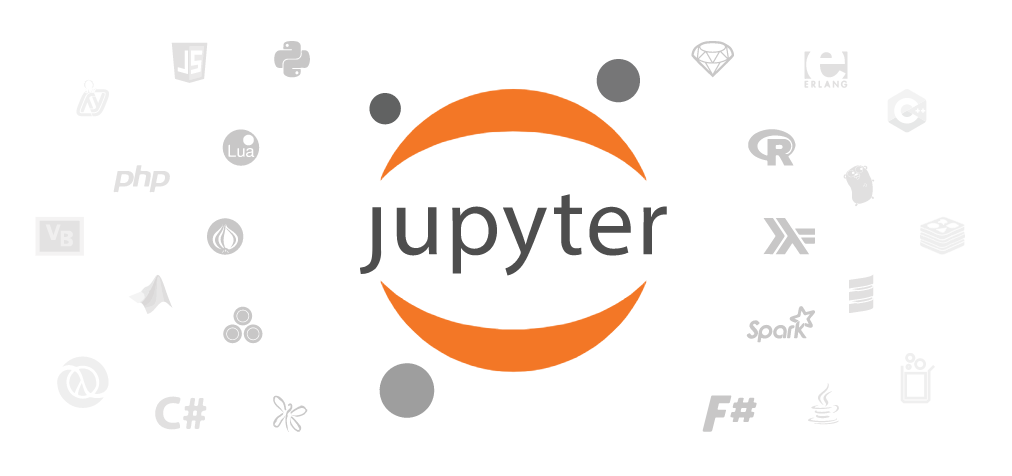 JS
ERLANG
C++
Lua
R
php
VB
jupyter
Spark
C#
F#